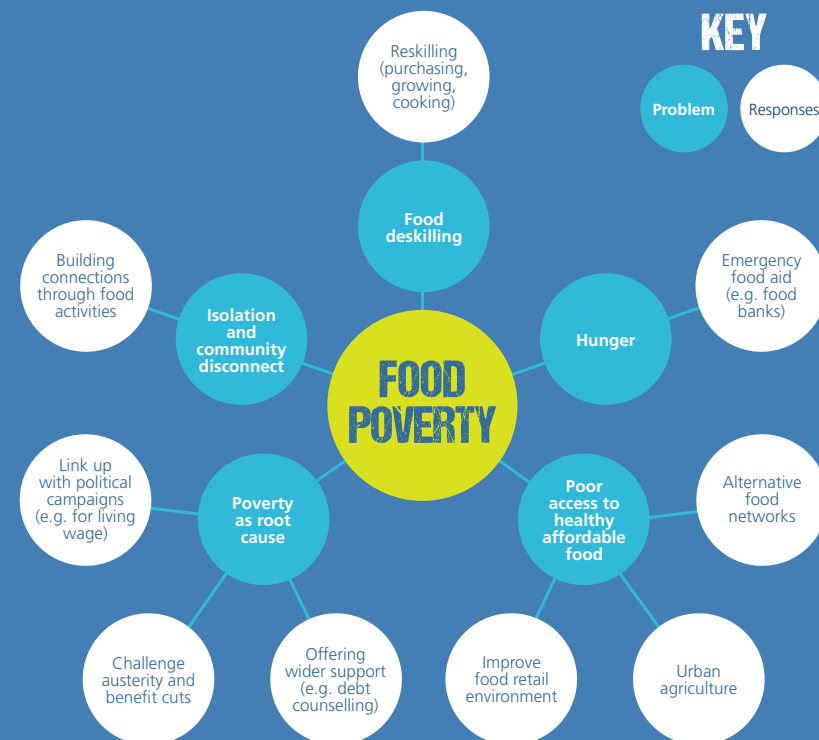 KEY
Problem
Responses
Reskilling
(purchasing,
growing,
cooking)
Food
deskilling
Building
connections
through food
activities
Isolation
and
community
disconnect
Hunger
Emergency
food aid
(e.g. food
banks)
FOOD
POVERTY
Link up
with political
campaigns
(e.g. for living
wage)
Poverty
as root
cause
Poor
access to
healthy
affordable
food
Alternative
food
networks
Challenge
austerity and
benefit cuts
Offering
wider support
(e.g. debt
counselling)
Improve
food retail
environment
Urban
agriculture